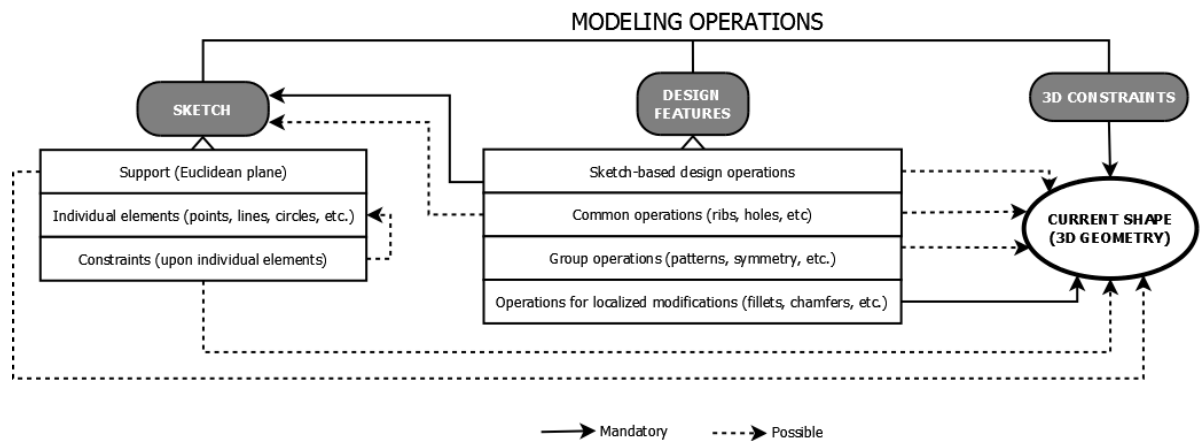 MODELING OPERATIONS
SKETCH
DESIGN
FEATURES
3D CONSTRAINTS
Support (Euclidean plane)
Individual elements (points, lines, circles, etc.)
Constraints (upon individual elements)
Sketch-based design operations
Common operations (ribs, holes, etc)
Group operations (patterns, symmetry, etc.)
Operations for localized modifications (fillets, chamfers, etc.)
CURRENT SHAPE
(3D GEOMETRY)
Mandatory
Possible